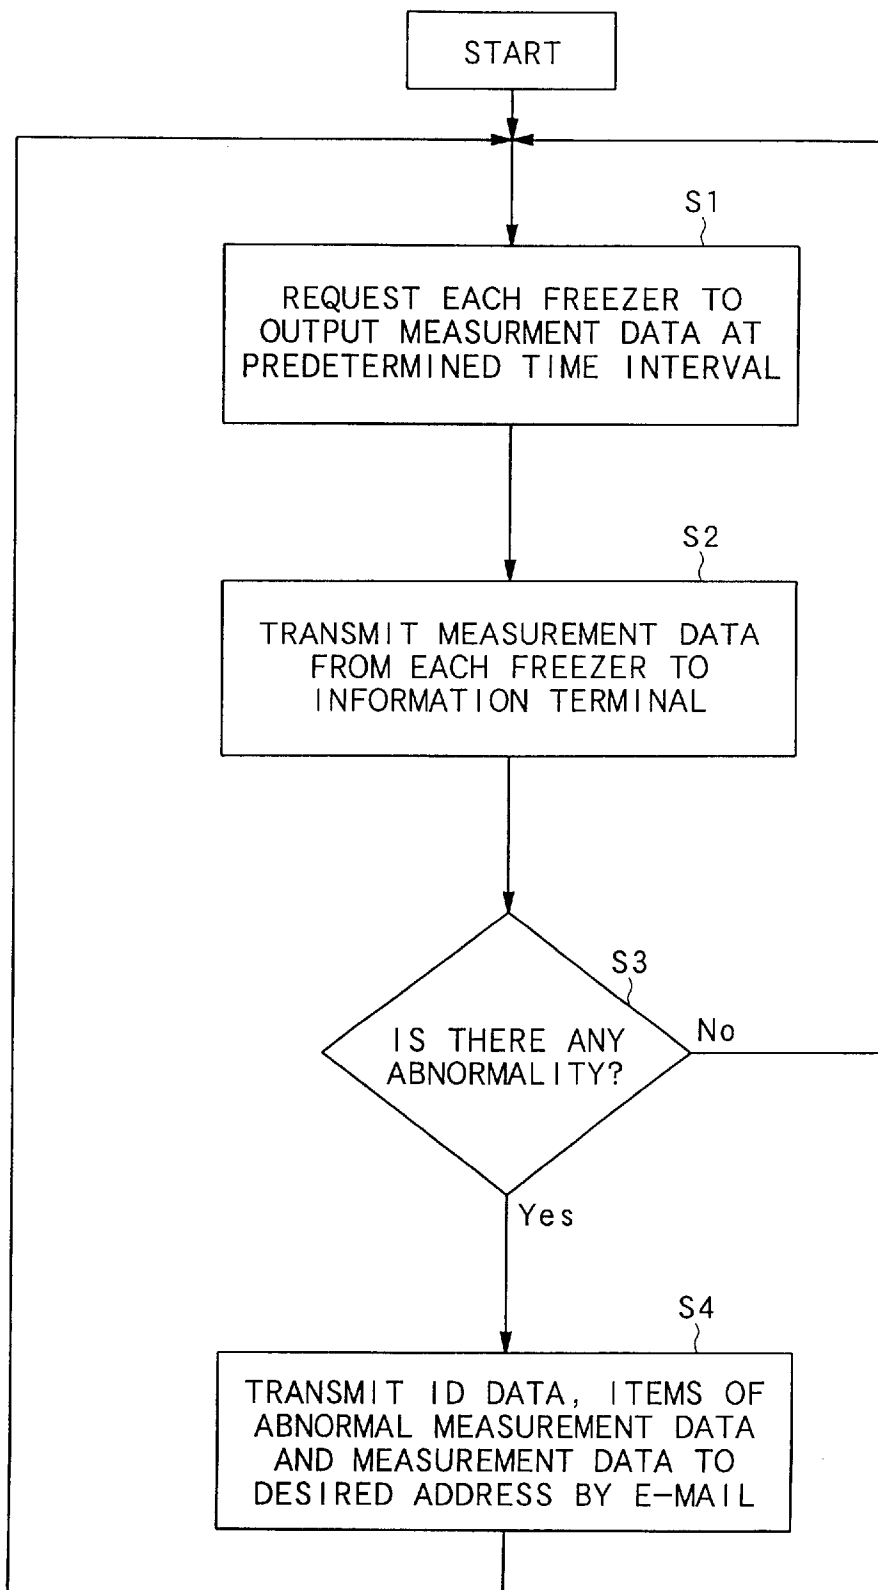 START
S1
REQUEST EACH FREEZER TO
OUTPUT MEASURMENT DATA AT
PREDETERMINED TIME INTERVAL
S2
TRANSMIT MEASUREMENT DATA
FROM EACH FREEZER TO
INFORMATION TERMINAL
S3
IS THERE ANY
ABNORMALITY?
No
Yes
S4
TRANSMIT ID DATA, ITEMS OF
ABNORMAL MEASUREMENT DATA
AND MEASUREMENT DATA TO
DESIRED ADDRESS BY E-MAIL